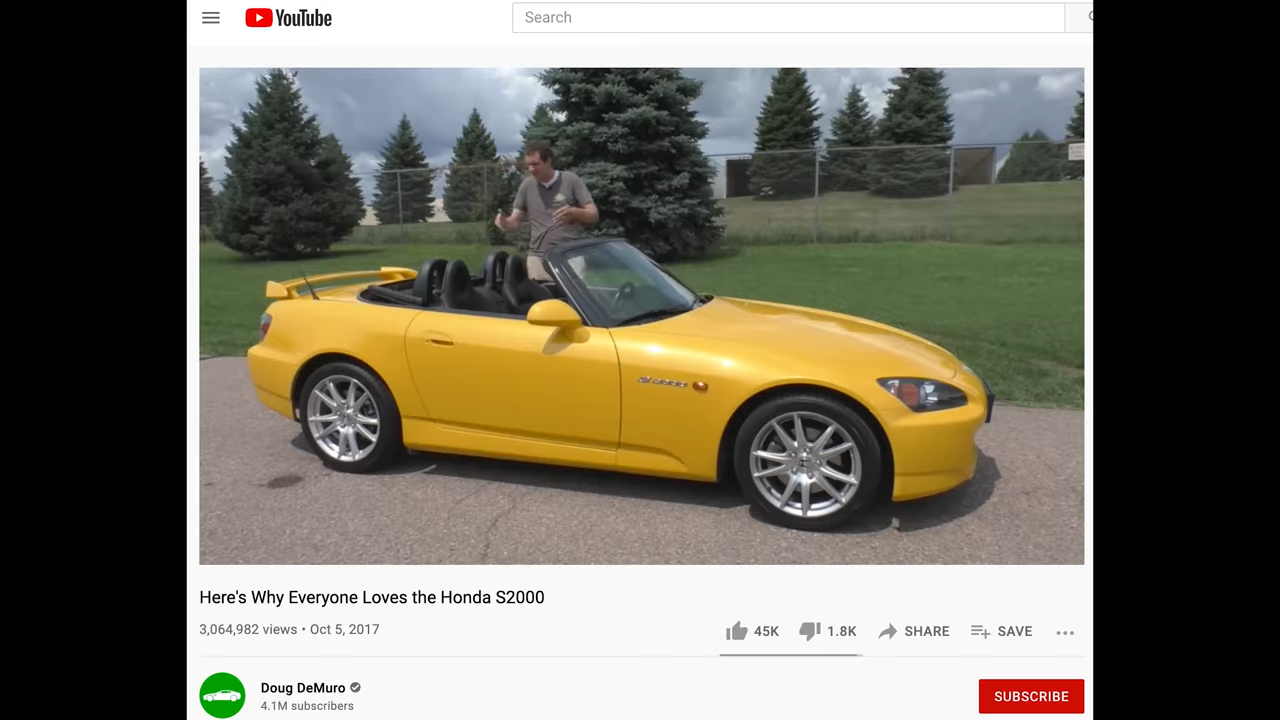 YouTube
Search
S2000
Here's Why Everyone Loves the Honda S2000
3,064,982 views • Oct 5, 2017
45K 1.8K SHARE SAVE
Doug DeMuro
4.1M subscribers
SUBSCRIBE